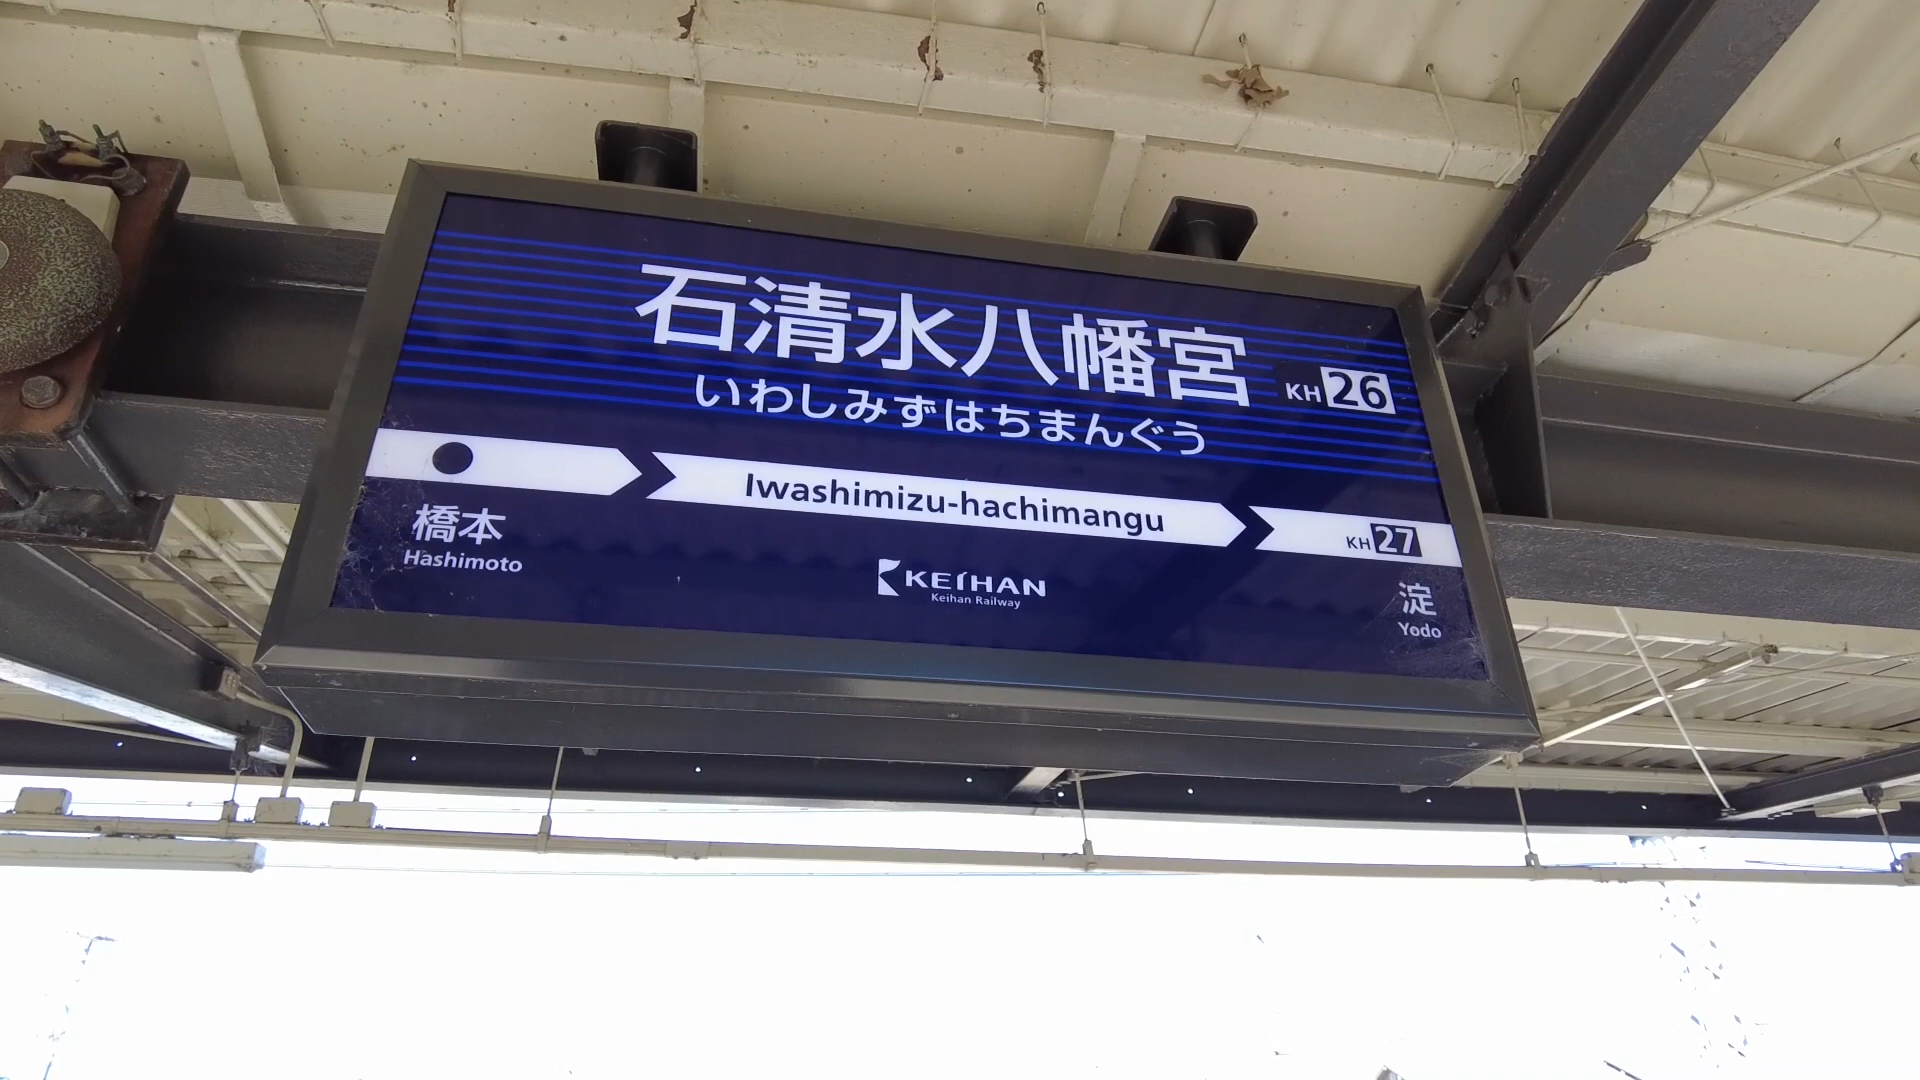 石清水八幡宮
KH 26
いわしみずはちまんぐう
Iwashimizu-hachimangu
KH 27
橋本
Hashimoto
KEIHAN
Keihan Railway
淀
Yodo